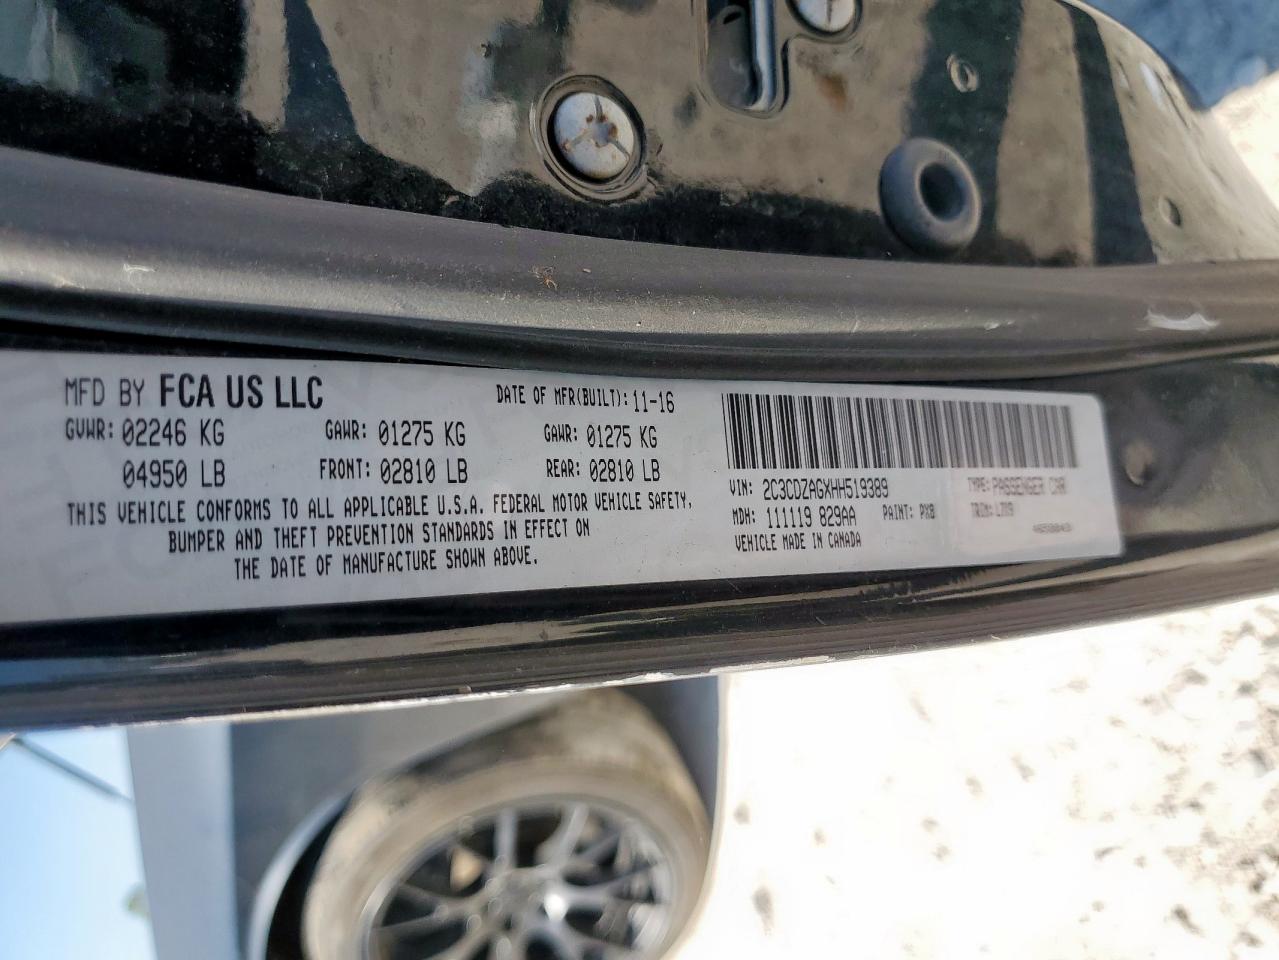 MFD BY FCA US LLC DATE OF MFR(BUILT): 11-16
GVWR: 02246 KG GAWR: 01275 KG GAWR: 01275 KG
04950 LB FRONT: 02810 LB REAR: 02810 LB
THIS VEHICLE CONFORMS TO ALL APPLICABLE U.S.A. FEDERAL MOTOR VEHICLE SAFETY,
BUMPER AND THEFT PREVENTION STANDARDS IN EFFECT ON
THE DATE OF MANUFACTURE SHOWN ABOVE.
VIN: 2C3CDZAGXHH519389 TYPE: PASSENGER CAR
MDH: 111119 829AA PAINT: PXB TRIM:
VEHICLE MADE IN CANADA